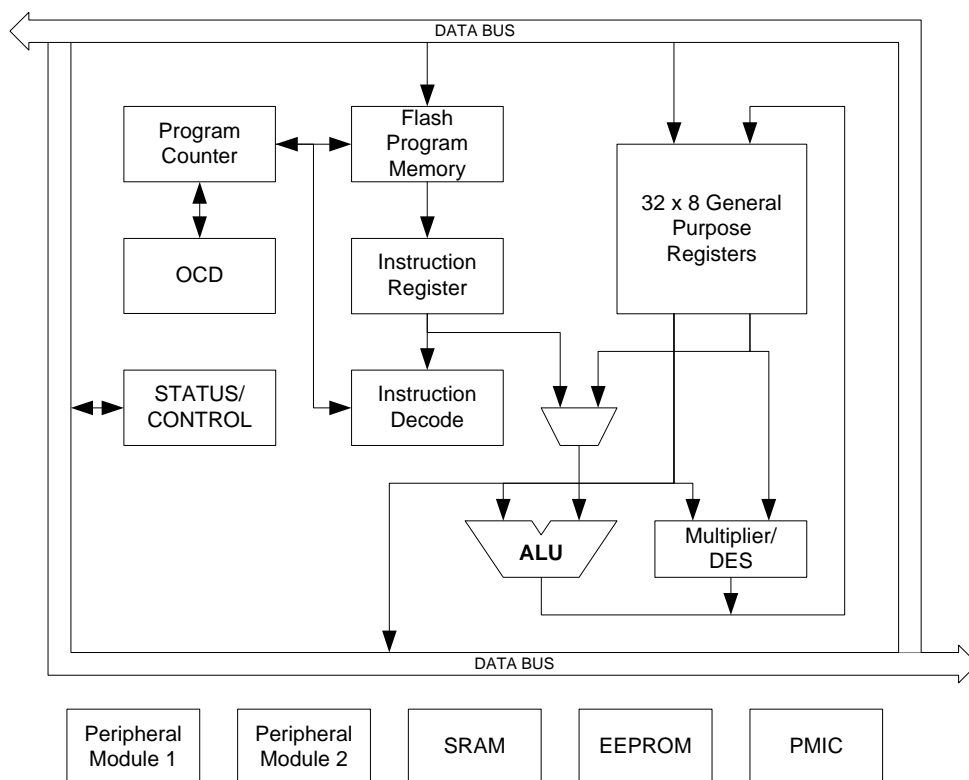 DATA BUS
Program
Counter
Flash
Program
Memory
32 x 8 General
Purpose
Registers
OCD
Instruction
Register
STATUS/
CONTROL
Instruction
Decode
ALU
Multiplier/
DES
DATA BUS
Peripheral
Module 1
Peripheral
Module 2
SRAM
EEPROM
PMIC